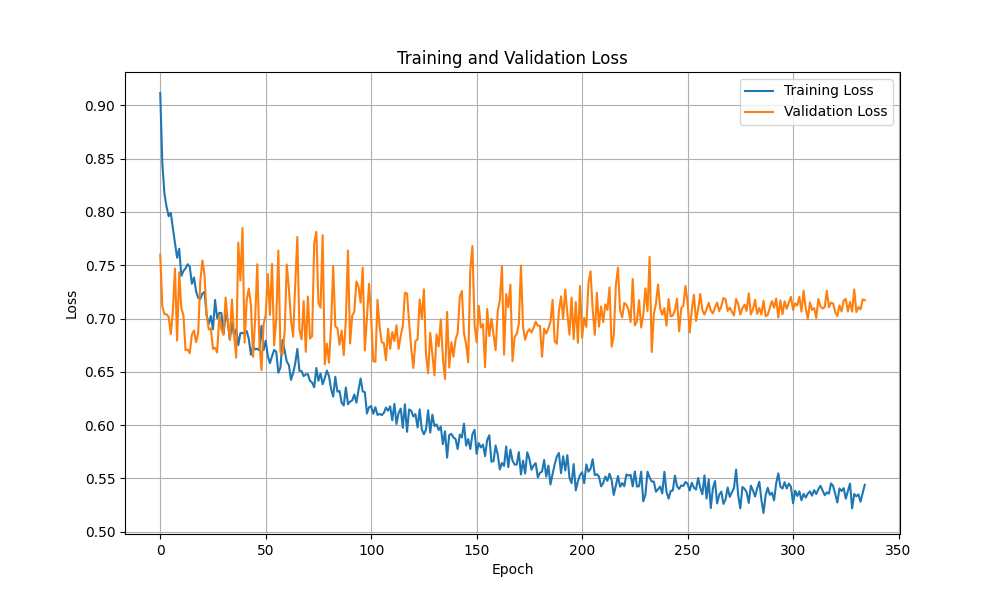 Training and Validation Loss
Training Loss
Validation Loss
Loss
0.90
0.85
0.80
0.75
0.70
0.65
0.60
0.55
0.50
0 50 100 150 200 250 300 350
Epoch